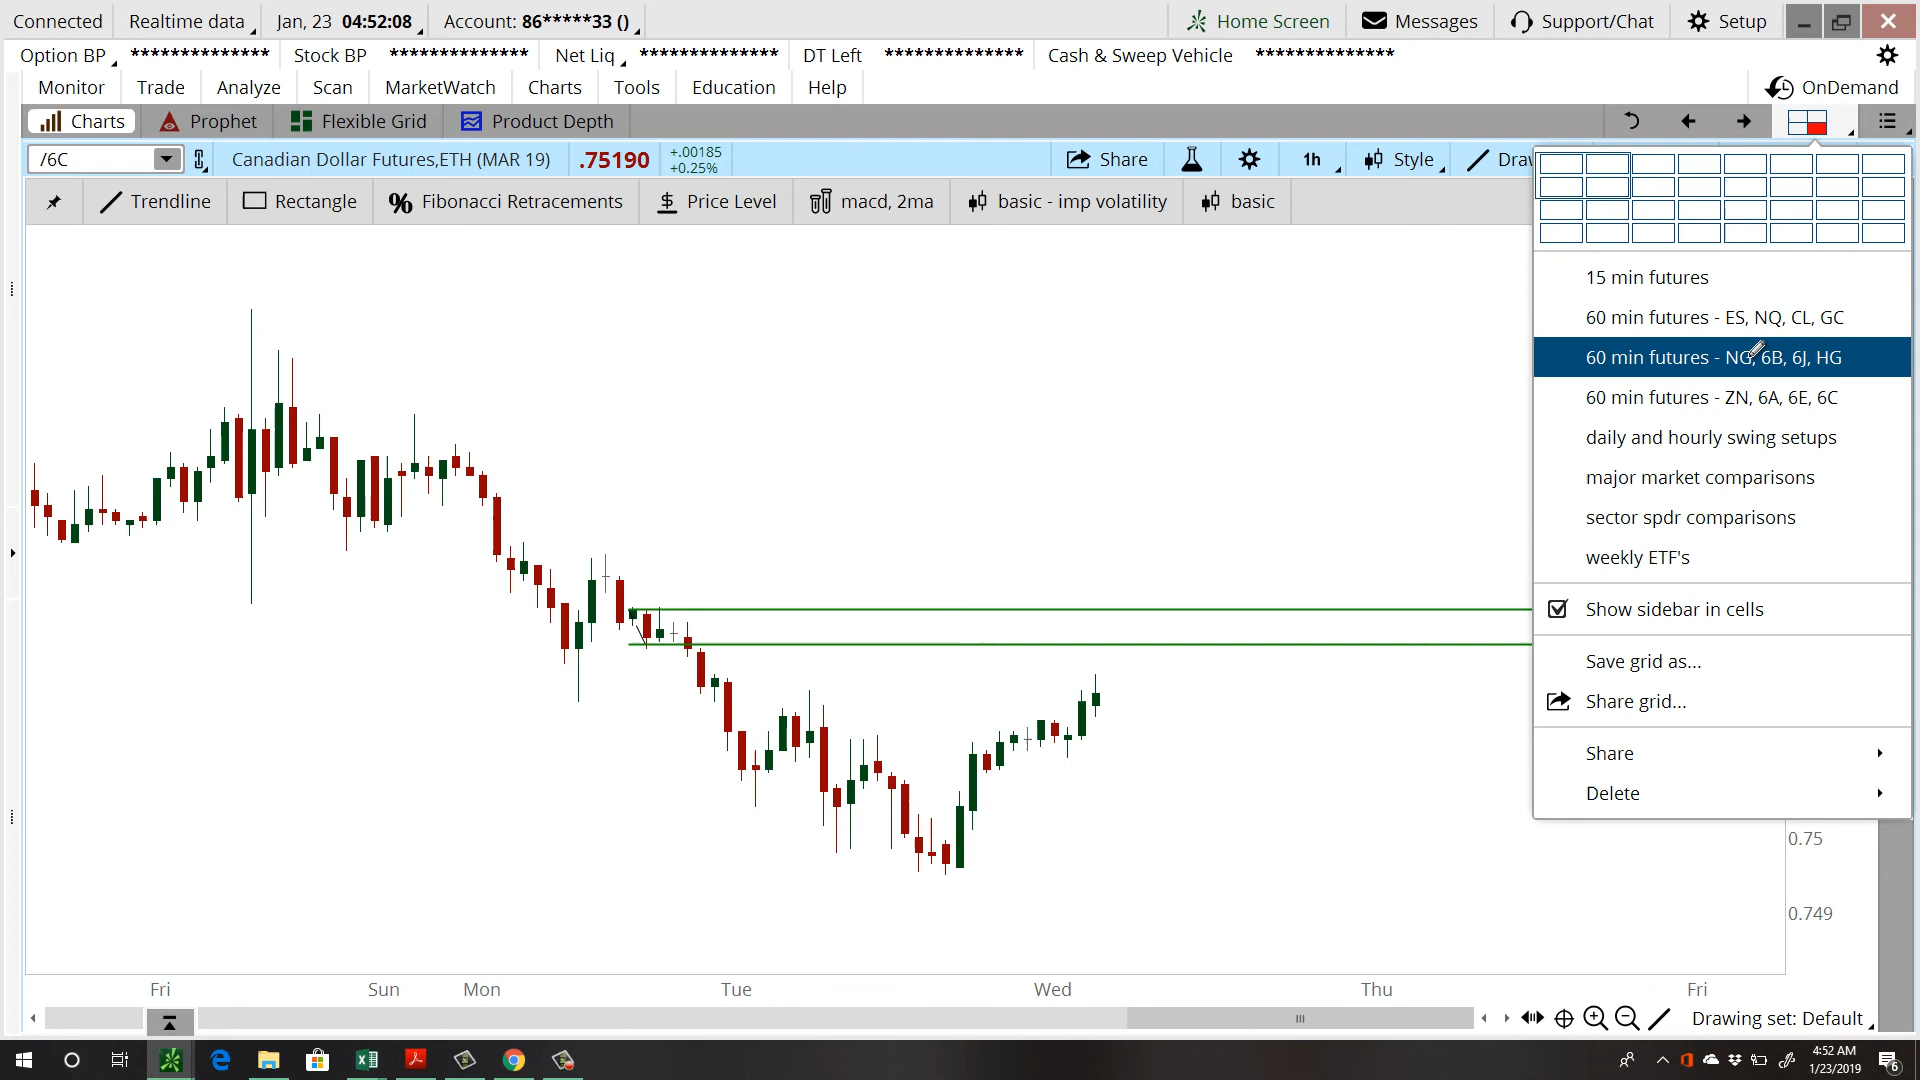 Connected Realtime data Jan, 23 04:52:08 Account: 86*****33 () Home Screen Messages Support/Chat Setup
Option BP ************** Stock BP ************** Net Liq ************** DT Left ************** Cash & Sweep Vehicle **************
Monitor Trade Analyze Scan MarketWatch Charts Tools Education Help OnDemand
Charts Prophet Flexible Grid Product Depth
/6C Canadian Dollar Futures,ETH (MAR 19) .75190 +.00185 Share 1h Style Draw
+0.25%
Trendline Rectangle Fibonacci Retracements Price Level macd, 2ma basic - imp volatility basic
15 min futures
60 min futures - ES, NQ, CL, GC
60 min futures - NG, 6B, 6J, HG
60 min futures - ZN, 6A, 6E, 6C
daily and hourly swing setups
major market comparisons
sector spdr comparisons
weekly ETF's
Show sidebar in cells
Save grid as...
Share grid...
Share
Delete
0.75
0.749
Fri Sun Mon Tue Wed Thu Fri
Drawing set: Default
4:52 AM
1/23/2019
6